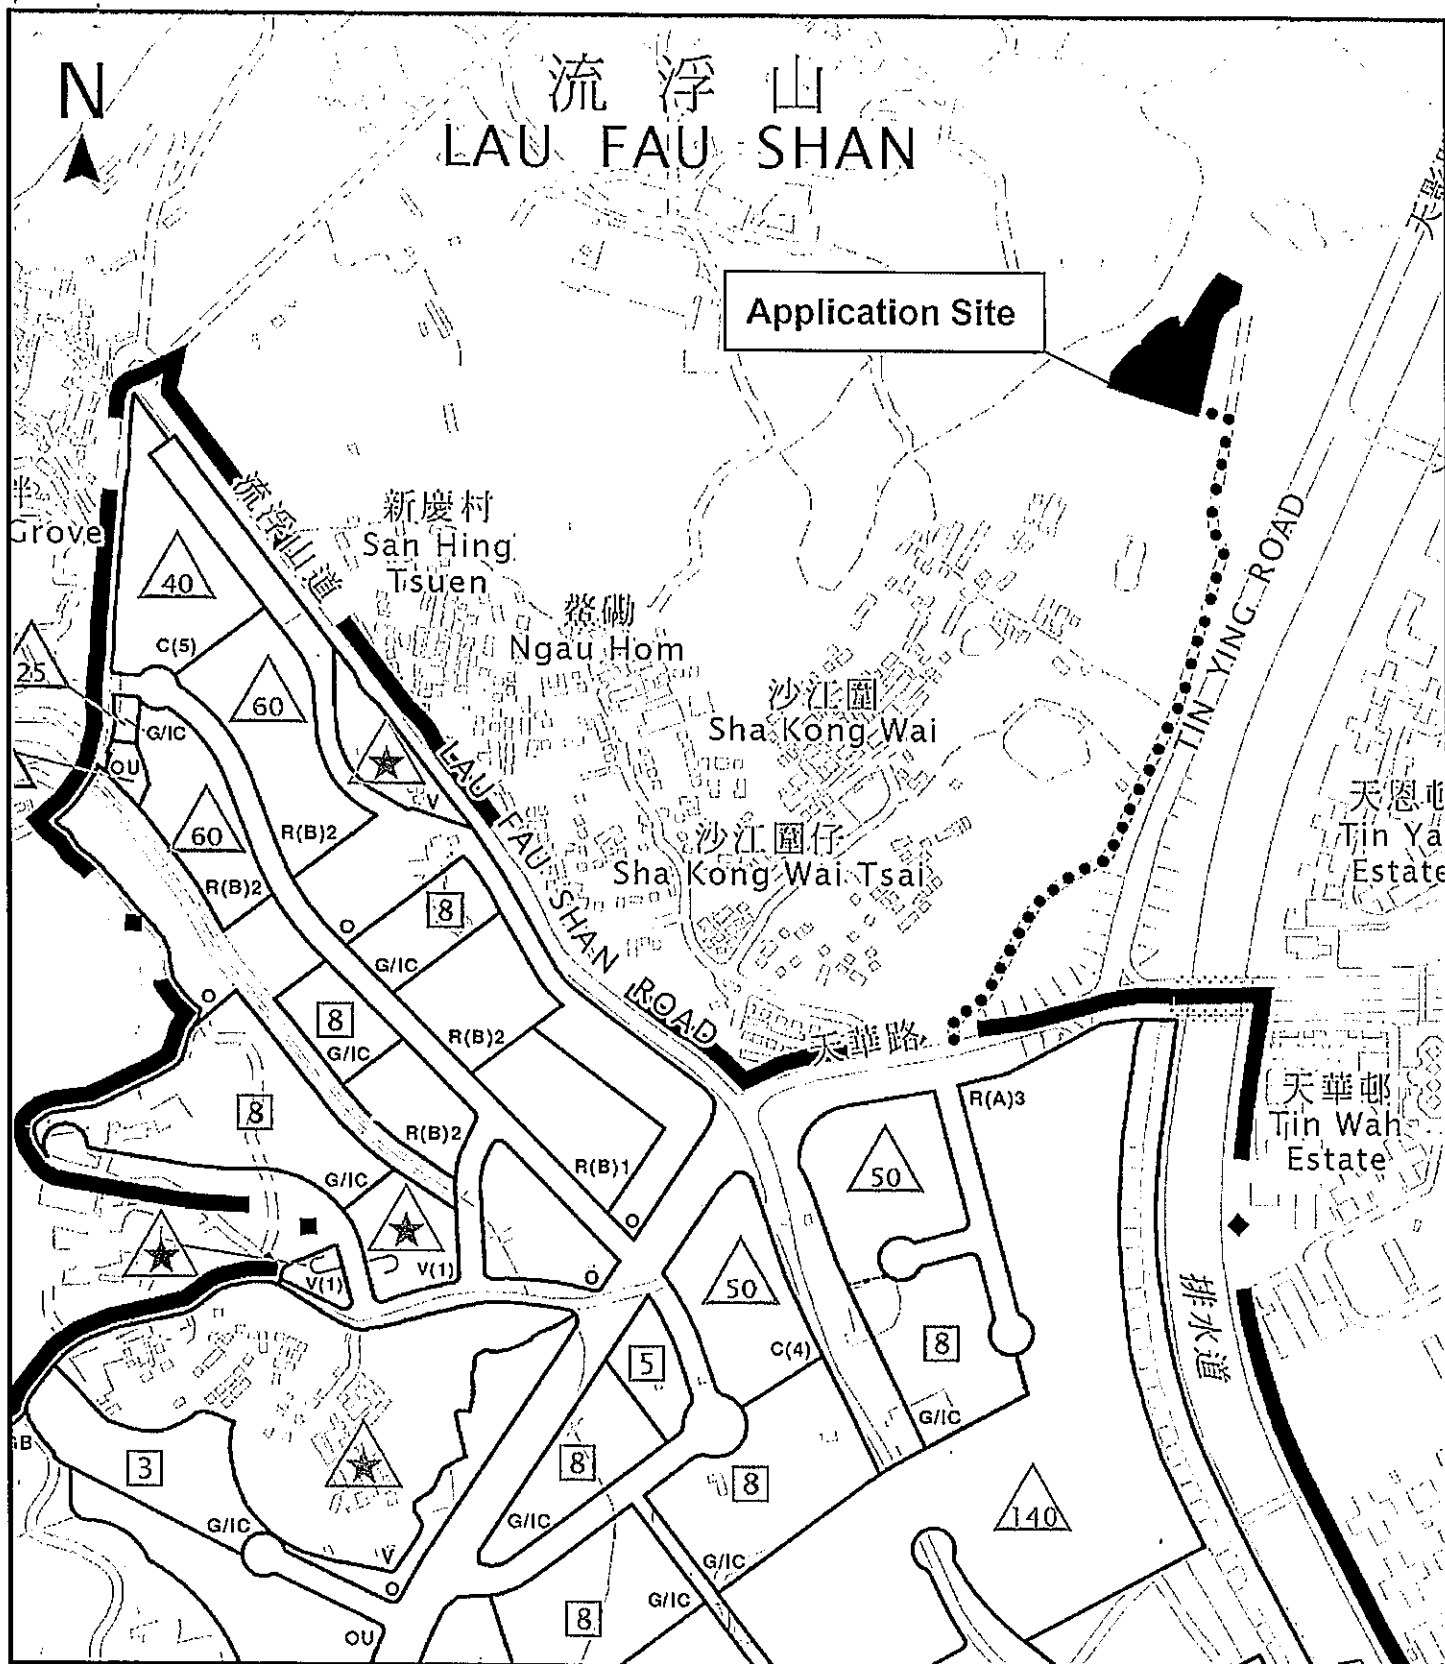 N
流浮山
LAU FAU SHAN
天影
Application Site
流浮山道
新慶村
San Hing
Tsuen
Grove
40
TIN YING ROAD
鰲磡
Ngau Hom
C(5)
25
60
沙江圍
Sha Kong Wai
G/IC
OU
LAU FAU SHAN ROAD
V
天恩邨
Tin Ya
Estate
60
R(B)2
沙江圍仔
Sha Kong Wai Tsai
R(B)2
8
O
G/IC
O
8
G/IC
R(B)2
天華路
8
R(A)3
天華邨
Tin Wah
Estate
R(B)2
R(B)1
G/IC
50
O
V(1)
V(1)
O
50
排水道
C(4)
5
8
G/IC
GB
3
8
8
G/IC
G/IC
140
V
O
G/IC
G/IC
8
OU